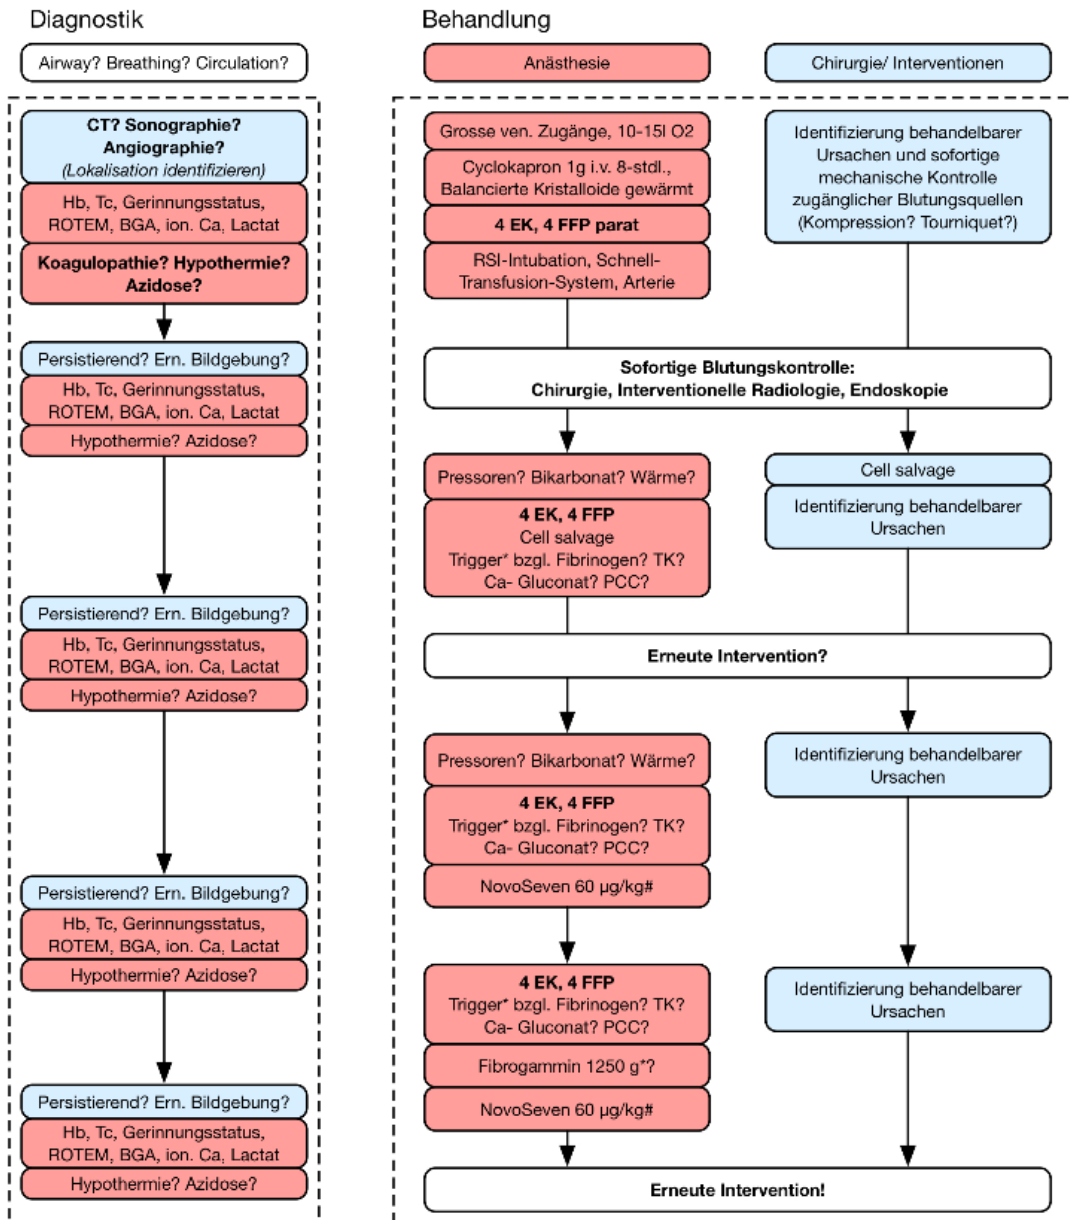 Diagnostik
Airway? Breathing? Circulation?
CT? Sonographie?
Angiographie?
(Lokalisation identifizieren)
Hb, Tc, Gerinnungsstatus,
ROTEM, BGA, ion. Ca, Lactat
Koagulopathie? Hypothermie?
Azidose?
Persistierend? Ern. Bildgebung?
Hb, Tc, Gerinnungsstatus,
ROTEM, BGA, ion. Ca, Lactat
Hypothermie? Azidose?
Persistierend? Ern. Bildgebung?
Hb, Tc, Gerinnungsstatus,
ROTEM, BGA, ion. Ca, Lactat
Hypothermie? Azidose?
Persistierend? Ern. Bildgebung?
Hb, Tc, Gerinnungsstatus,
ROTEM, BGA, ion. Ca, Lactat
Hypothermie? Azidose?
Persistierend? Ern. Bildgebung?
Hb, Tc, Gerinnungsstatus,
ROTEM, BGA, ion. Ca, Lactat
Hypothermie? Azidose?
Behandlung
Anästhesie
Chirurgie/ Interventionen
Grosse ven. Zugänge, 10-15l O2
Cyclokapron 1g i.v. 8-stdl.,
Balancierte Kristalloide gewärmt
4 EK, 4 FFP parat
RSI-Intubation, Schnell-
Transfusion-System, Arterie
Identifizierung behandelbarer
Ursachen und sofortige
mechanische Kontrolle
zugänglicher Blutungsquellen
(Kompression? Tourniquet?)
Sofortige Blutungskontrolle:
Chirurgie, Interventionelle Radiologie, Endoskopie
Pressoren? Bikarbonat? Wärme?
4 EK, 4 FFP
Cell salvage
Trigger* bzgl. Fibrinogen? TK?
Ca- Gluconat? PCC?
Cell salvage
Identifizierung behandelbarer
Ursachen
Erneute Intervention?
Pressoren? Bikarbonat? Wärme?
4 EK, 4 FFP
Trigger* bzgl. Fibrinogen? TK?
Ca- Gluconat? PCC?
NovoSeven 60 µg/kg#
Identifizierung behandelbarer
Ursachen
4 EK, 4 FFP
Trigger* bzgl. Fibrinogen? TK?
Ca- Gluconat? PCC?
Fibrogammin 1250 g*?
NovoSeven 60 µg/kg#
Identifizierung behandelbarer
Ursachen
Erneute Intervention!